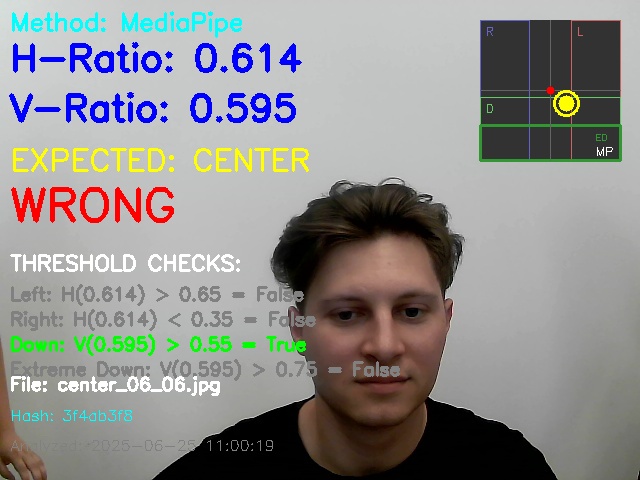 Method: MediaPipe
H-Ratio: 0.614
V-Ratio: 0.595
EXPECTED: CENTER
WRONG
THRESHOLD CHECKS:
Left: H(0.614) > 0.65 = False
Right: H(0.614) < 0.35 = False
Down: V(0.595) > 0.55 = True
Extreme Down: V(0.595) > 0.75 = False
File: center_06_06.jpg
Hash: 3f4ab3f8
Analyzed: 2025-06-25 11:00:19
R
L
D
ED
MP